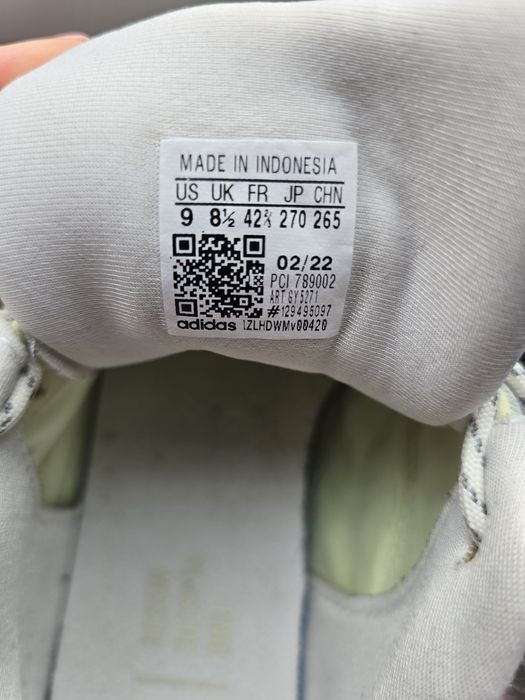 MADE IN INDONESIA
US UK FR JP CHN
9 8½ 42⅔ 270 265
02/22
PCI 789002
ART GY5271
#129495097
adidas 1ZLHDWMv00420